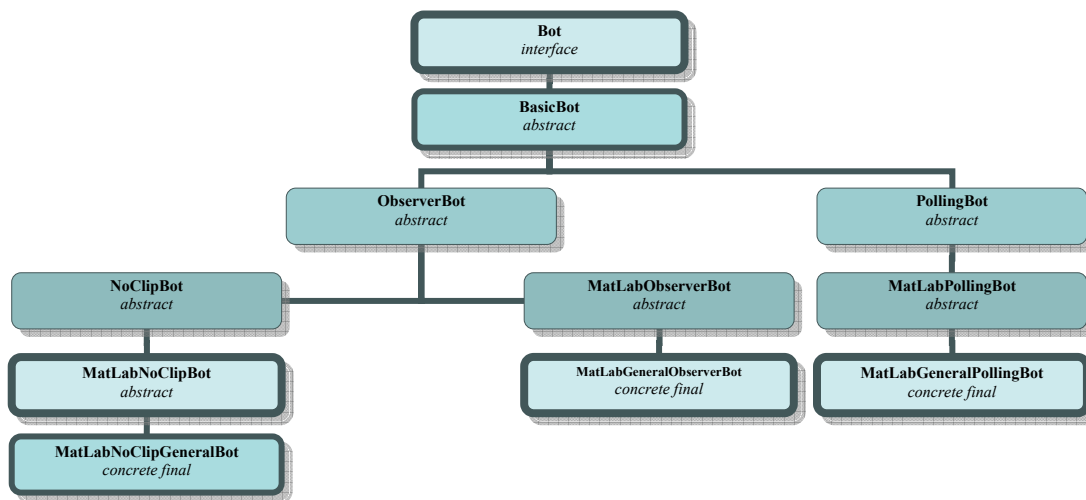 Bot
interface
BasicBot
abstract
ObserverBot
abstract
PollingBot
abstract
NoClipBot
abstract
MatLabObserverBot
abstract
MatLabPollingBot
abstract
MatLabNoClipBot
abstract
MatLabGeneralObserverBot
concrete final
MatLabGeneralPollingBot
concrete final
MatLabNoClipGeneralBot
concrete final